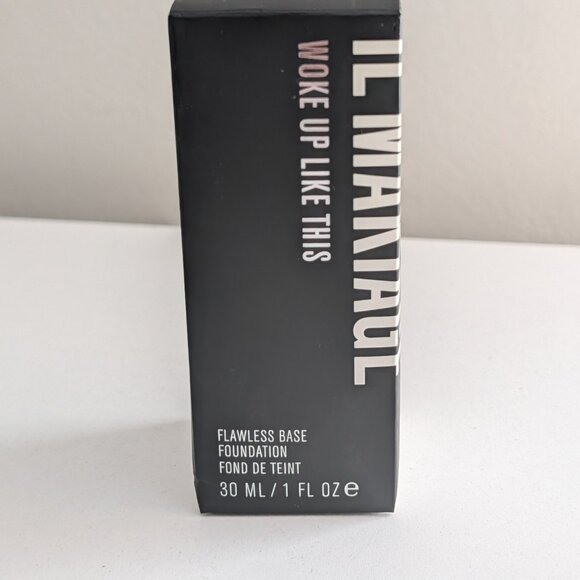 IL MAKIAGE
WOKE UP LIKE THIS
FLAWLESS BASE
FOUNDATION
FOND DE TEINT
30 ML / 1 FL OZ e